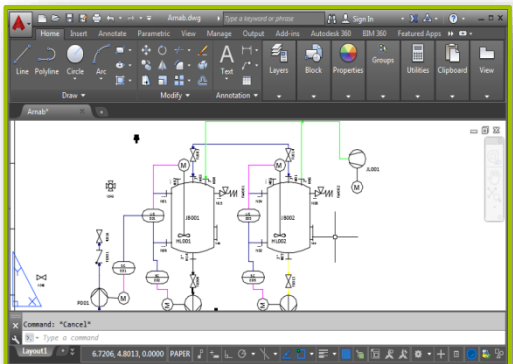 Arnab.dwg
Type a keyword or phrase
Sign In
Home Insert Annotate Parametric View Manage Output Add-ins Autodesk 360 BIM 360 Featured Apps
Line Polyline Circle Arc Text Layers Block Properties Groups Utilities Clipboard View
Draw Modify Annotation
Arnab*
M M
JL001
M
JB001 JB002
HL001 HL002
P001 M M M
Command: *Cancel*
Type a command
Layout1 6.7206, 4.8013, 0.0000 PAPER